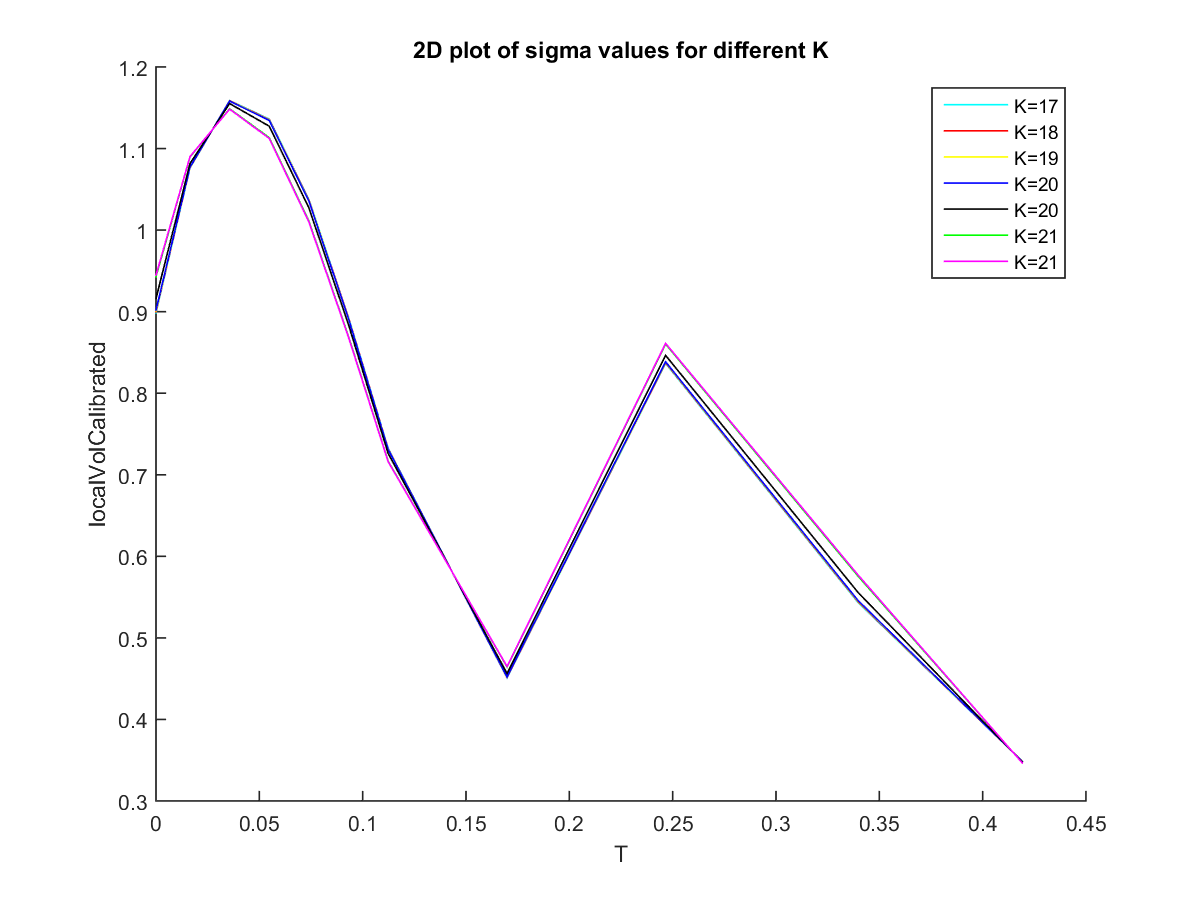 2D plot of sigma values for different K
K=17
K=18
K=19
K=20
K=20
K=21
K=21
localVolCalibrated
1.2
1.1
1
0.9
0.8
0.7
0.6
0.5
0.4
0.3
0 0.05 0.1 0.15 0.2 0.25 0.3 0.35 0.4 0.45
T